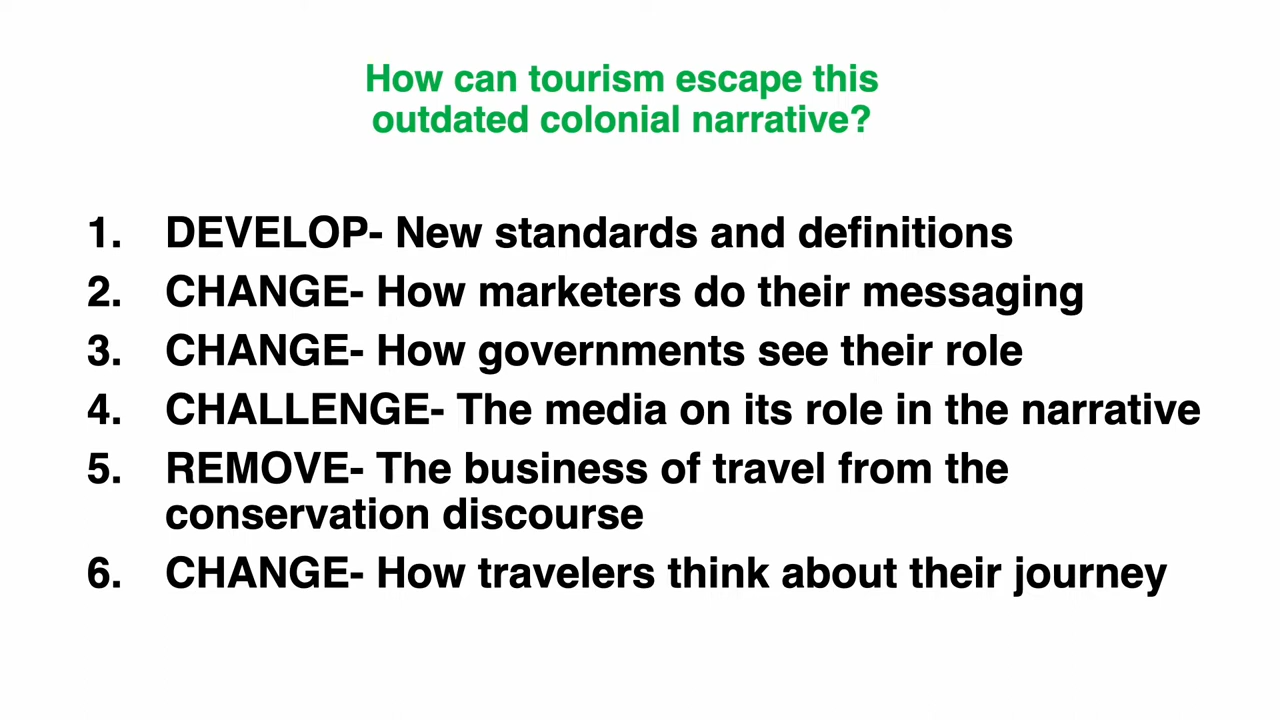 How can tourism escape this
outdated colonial narrative?
1. DEVELOP- New standards and definitions
2. CHANGE- How marketers do their messaging
3. CHANGE- How governments see their role
4. CHALLENGE- The media on its role in the narrative
5. REMOVE- The business of travel from the
conservation discourse
6. CHANGE- How travelers think about their journey